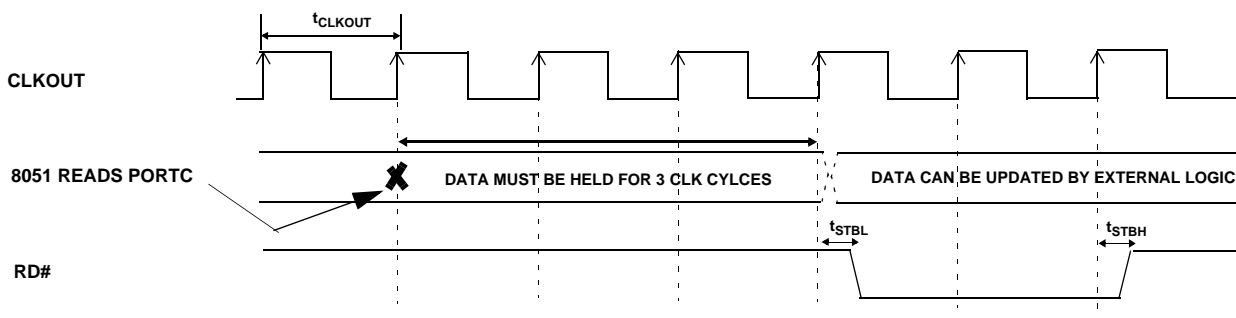 tCLKOUT
CLKOUT
8051 READS PORTC
DATA MUST BE HELD FOR 3 CLK CYLCES
DATA CAN BE UPDATED BY EXTERNAL LOGIC
tSTBL
tSTBH
RD#